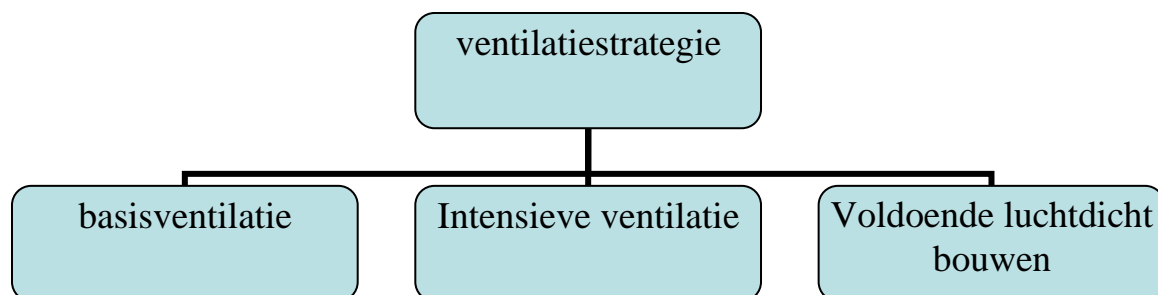 ventilatiestrategie
basisventilatie
Intensieve ventilatie
Voldoende luchtdicht
bouwen